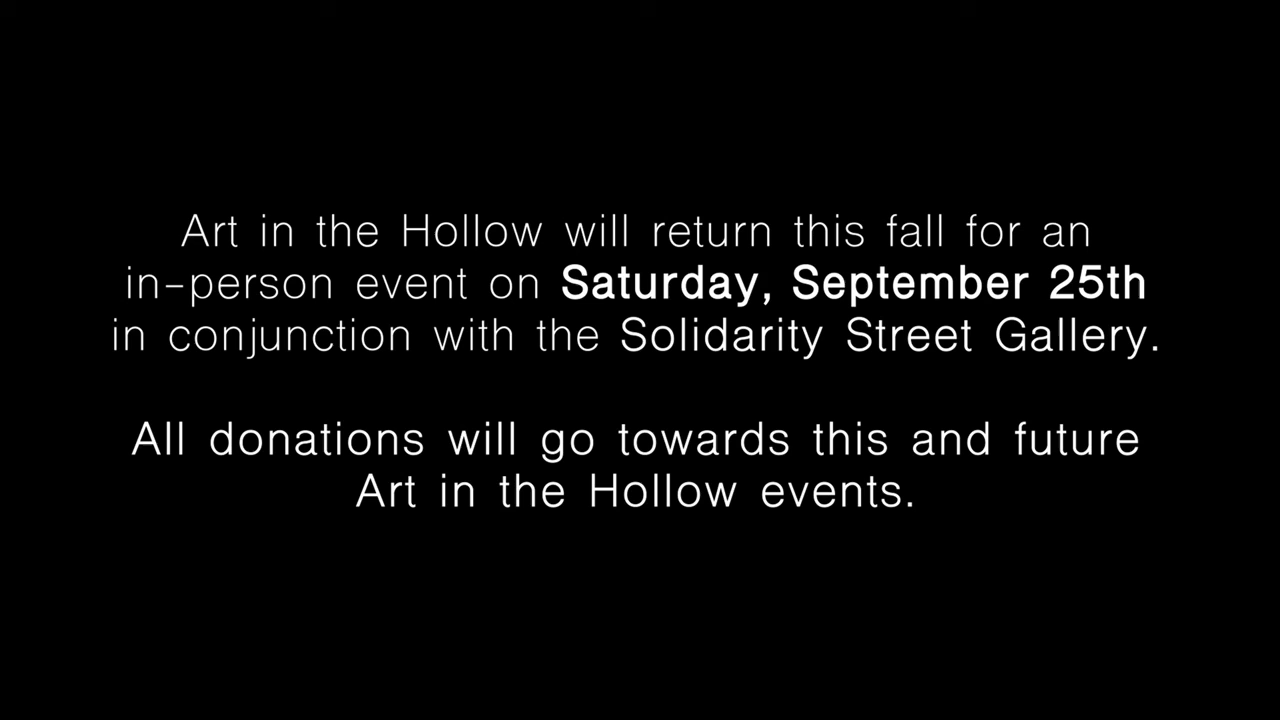 Art in the Hollow will return this fall for an
in-person event on Saturday, September 25th
in conjunction with the Solidarity Street Gallery.
All donations will go towards this and future
Art in the Hollow events.